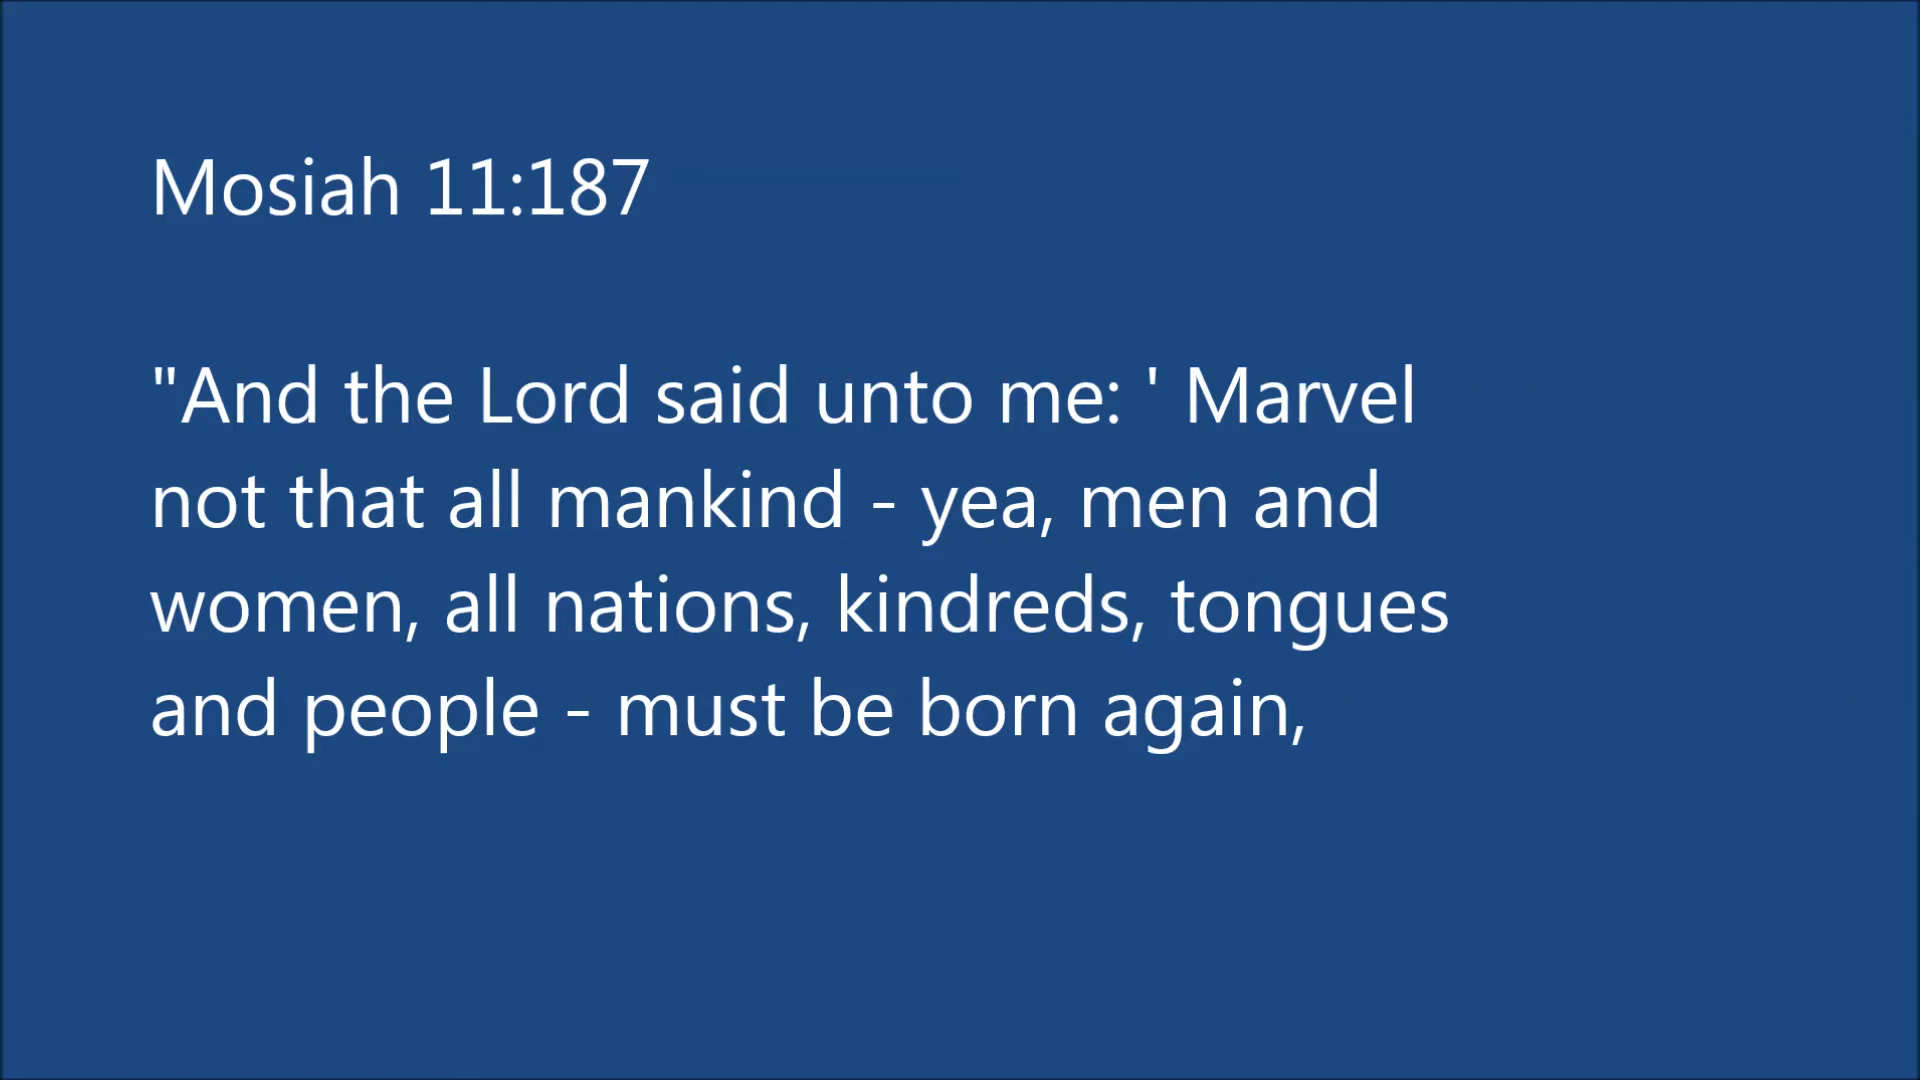 Mosiah 11:187
"And the Lord said unto me: ' Marvel
not that all mankind - yea, men and
women, all nations, kindreds, tongues
and people - must be born again,